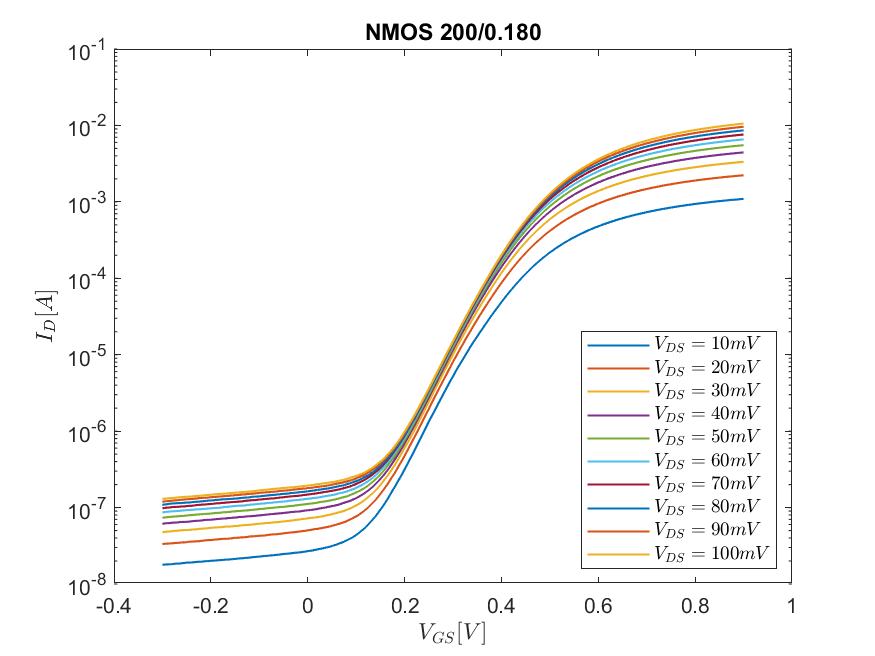 NMOS 200/0.180
10^-1
10^-2
10^-3
10^-4
10^-5
10^-6
10^-7
10^-8
I_D[A]
-0.4 -0.2 0 0.2 0.4 0.6 0.8 1
V_GS[V]
V_DS = 10mV
V_DS = 20mV
V_DS = 30mV
V_DS = 40mV
V_DS = 50mV
V_DS = 60mV
V_DS = 70mV
V_DS = 80mV
V_DS = 90mV
V_DS = 100mV